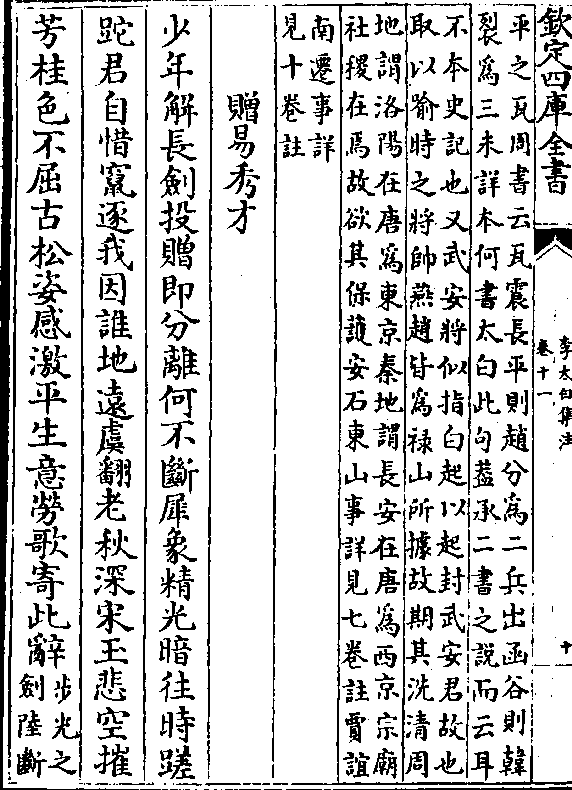 欽定四庫全書
李太白集注
卷十一
十
平之瓦周書云瓦震長平則趙分爲二兵出函谷則韓
裂爲三未詳本何書太白此句葢承二書之說而云耳
不本史記也又武安將似指白起以起封武安君故也
取以喻時之將帥燕趙皆爲祿山所據故期其洗清周
地謂洛陽在唐爲東京秦地謂長安在唐爲西京宗廟
社稷在焉故欲其保護安石東山事詳見七卷註賈誼
南遷事詳
見十卷註
贈易秀才
少年解長劍投贈即分離何不斷犀象精光暗往時蹉
跎君自惜竄逐我因誰地遠虞翻老秋深宋玉悲空摧
芳桂色不屈古松姿感激平生意勞歌寄此辭
步光之
劍陸斷